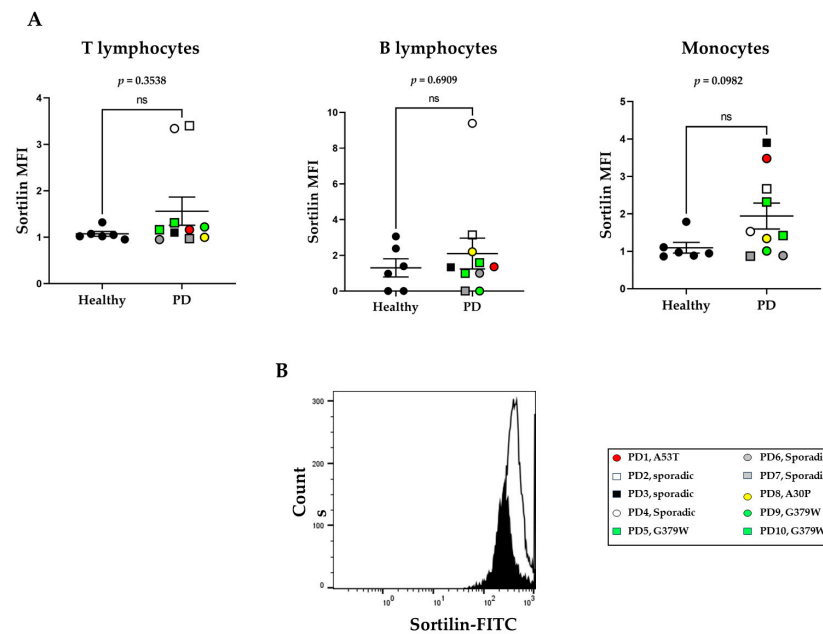 A
T lymphocytes
p = 0.3538
ns
4
3
2
1
0
Sortilin MFI
Healthy
PD
B lymphocytes
p = 0.6909
ns
10
8
6
4
2
0
Sortilin MFI
Healthy
PD
Monocytes
p = 0.0982
ns
5
4
3
2
1
0
Sortilin MFI
Healthy
PD
B
300
200
100
0
Count
s
10^0
10^1
10^2
10^3
Sortilin-FITC
PD1, A53T
PD2, sporadic
PD3, sporadic
PD4, Sporadic
PD5, G379W
PD6, Sporadi
PD7, Sporadi
PD8, A30P
PD9, G379W
PD10, G379W